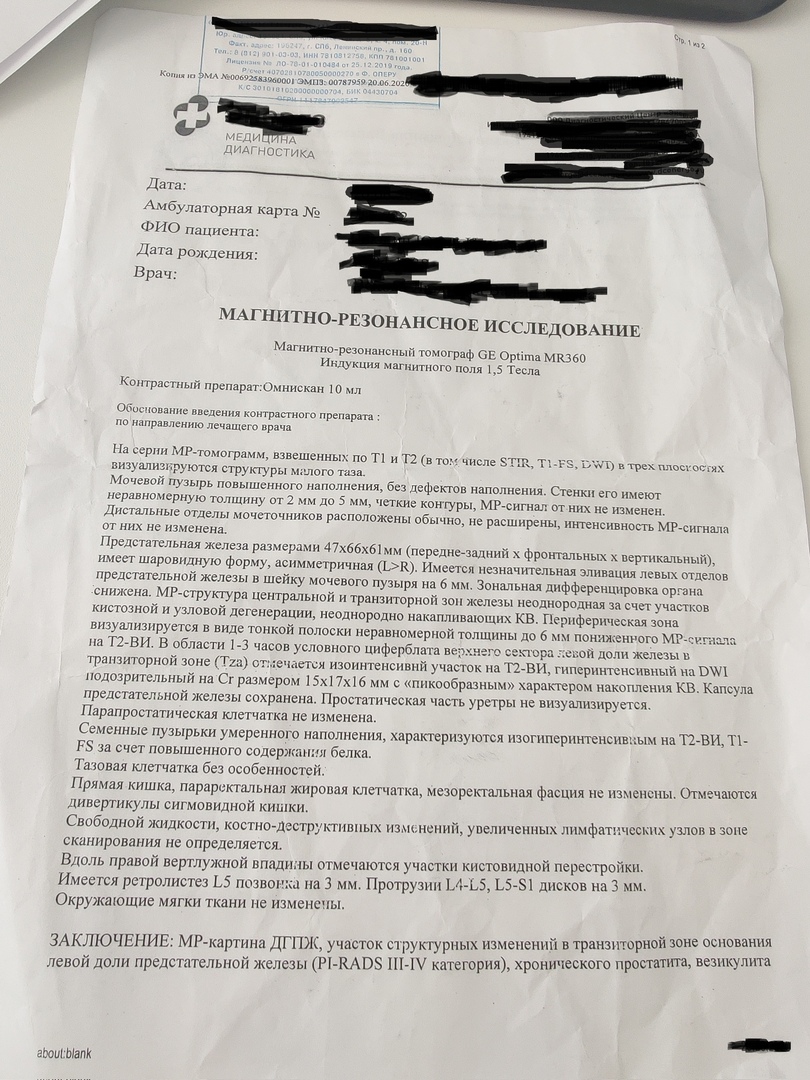 Стр. 1 из 2
Факт. адрес: 196247, г. СПб, Ленинский пр., д. 160
Тел.: 8 (812) 901-03-03, ИНН 7810812758, КПП 781001001
Лицензия № ЛО-78-01-010484 от 25.12.2019 года.
Копия из ЭМА №00692583960001 ЭМПЗ: 00787959 20.06.202
МЕДИЦИНА
ДИАГНОСТИКА
Дата:
Амбулаторная карта №
ФИО пациента:
Дата рождения:
Врач:
МАГНИТНО-РЕЗОНАНСНОЕ ИССЛЕДОВАНИЕ
Магнитно-резонансный томограф GE Optima MR360
Индукция магнитного поля 1,5 Тесла
Контрастный препарат:Омнискан 10 мл
Обоснование введения контрастного препарата :
по направлению лечащего врача
На серии МР-томограмм, взвешенных по Т1 и Т2 (в том числе STIR, T1-FS, DWI) в трех плоскостях
визуализируются структуры малого таза.
Мочевой пузырь повышенного наполнения, без дефектов наполнения. Стенки его имеют
неравномерную толщину от 2 мм до 5 мм, четкие контуры, МР-сигнал от них не изменен.
Дистальные отделы мочеточников расположены обычно, не расширены, интенсивность МР-сигнала
от них не изменена.
Предстательная железа размерами 47х66х61мм (передне-задний х фронтальных х вертикальный),
имеет шаровидную форму, асимметричная (L>R). Имеется незначительная эливация левых отделов
предстательной железы в шейку мочевого пузыря на 6 мм. Зональная дифференцировка органа
снижена. МР-структура центральной и транзиторной зон железы неоднородная за счет участков
кистозной и узловой дегенерации, неоднодно накапливающих КВ. Периферическая зона
визуализируется в виде тонкой полоски неравномерной толщины до 6 мм пониженного МР-сигнала
на Т2-ВИ. В области 1-3 часов условного циферблата верхнего сектора левой доли железы в
транзиторной зоне (Tza) отмечается изоинтенсивнй участок на Т2-ВИ, гиперинтенсивный на DWI
подозрительный на Cr размером 15х17х16 мм с «пикообразным» характером накопления КВ. Капсула
предстательной железы сохранена. Простатическая часть уретры не визуализируется.
Парапростатическая клетчатка не изменена.
Семенные пузырьки умеренного наполнения, характеризуются изогиперинтенсивным на Т2-ВИ, Т1-
FS за счет повышенного содержания белка.
Тазовая клетчатка без особенностей.
Прямая кишка, параректальная жировая клетчатка, мезоректальная фасция не изменены. Отмечаются
дивертикулы сигмовидной кишки.
Свободной жидкости, костно-деструктивных изменений, увеличенных лимфатических узлов в зоне
сканирования не определяется.
Вдоль правой вертлужной впадины отмечаются участки кистовидной перестройки.
Имеется ретролистез L5 позвонка на 3 мм. Протрузии L4-L5, L5-S1 дисков на 3 мм.
Окружающие мягки ткани не изменены.
ЗАКЛЮЧЕНИЕ: МР-картина ДГПЖ, участок структурных изменений в транзиторной зоне основания
левой доли предстательной железы (PI-RADS III-IV категория), хронического простатита, везикулита
about:blank